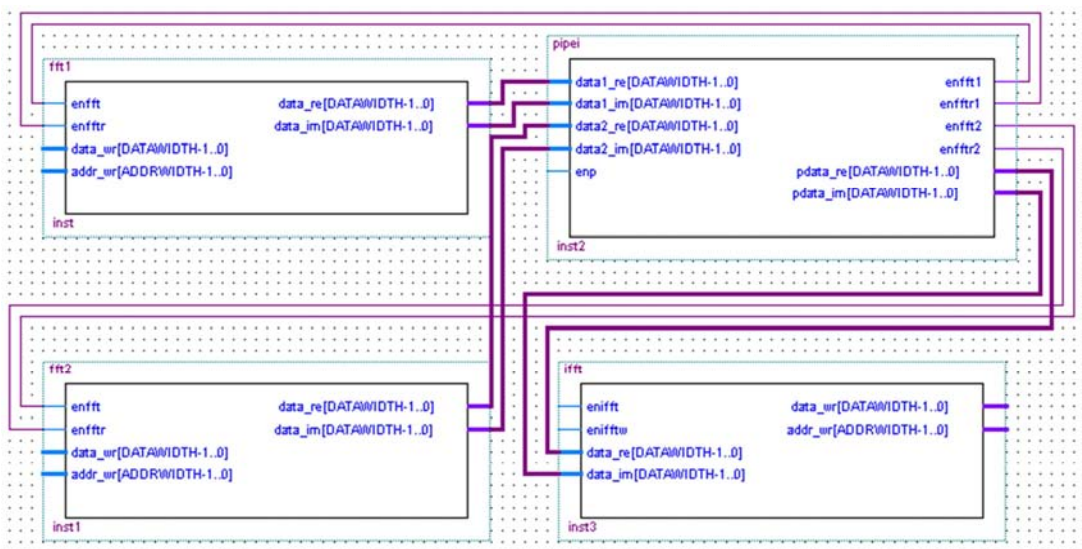 fft1
enfft
enfftr
data_wr[DATAWIDTH-1..0]
addr_wr[ADDRWIDTH-1..0]
data_re[DATAWIDTH-1..0]
data_im[DATAWIDTH-1..0]
inst
pipei
data1_re[DATAWIDTH-1..0]
data1_im[DATAWIDTH-1..0]
data2_re[DATAWIDTH-1..0]
data2_im[DATAWIDTH-1..0]
enp
enfft1
enfftr1
enfft2
enfftr2
pdata_re[DATAWIDTH-1..0]
pdata_im[DATAWIDTH-1..0]
inst2
fft2
enfft
enfftr
data_wr[DATAWIDTH-1..0]
addr_wr[ADDRWIDTH-1..0]
data_re[DATAWIDTH-1..0]
data_im[DATAWIDTH-1..0]
inst1
ifft
enifft
enifftw
data_re[DATAWIDTH-1..0]
data_im[DATAWIDTH-1..0]
data_wr[DATAWIDTH-1..0]
addr_wr[ADDRWIDTH-1..0]
inst3